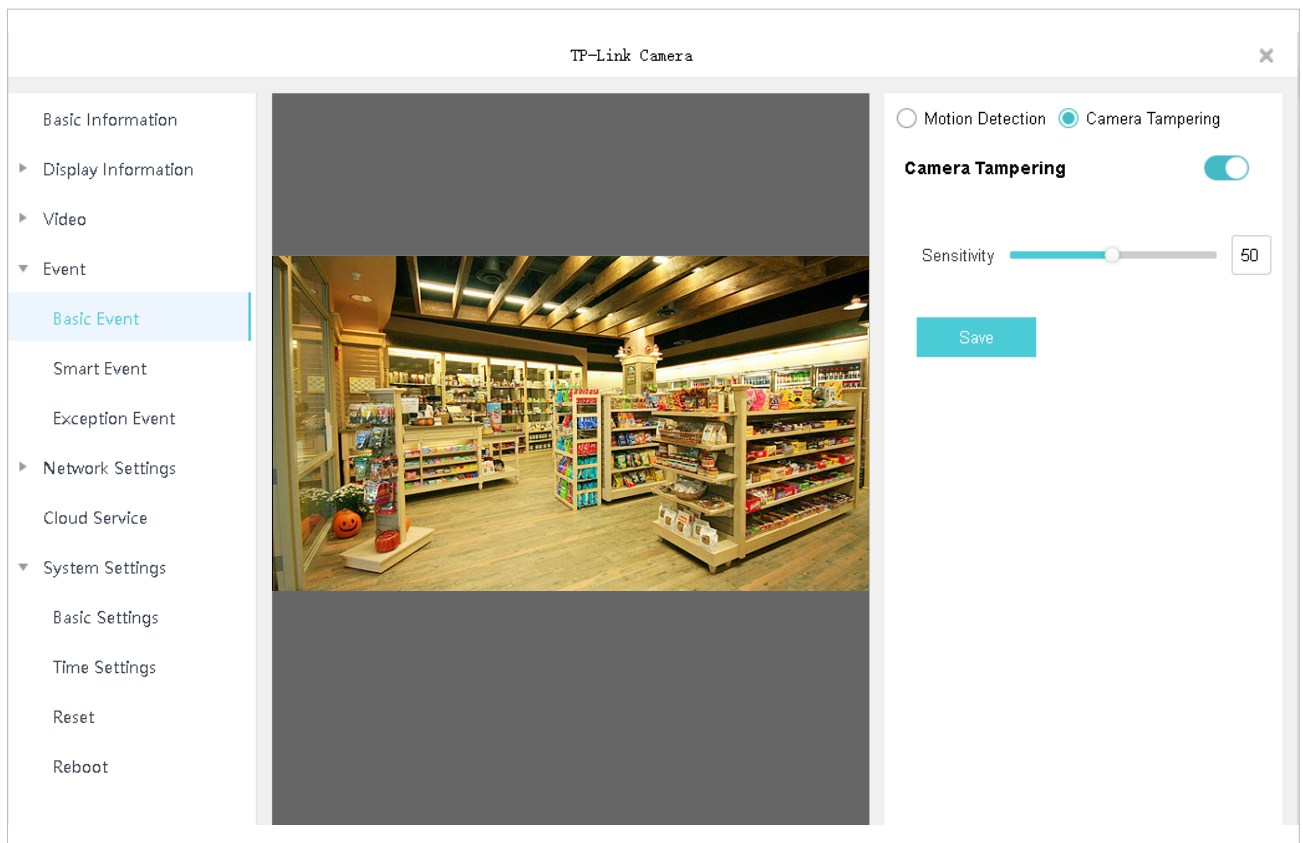 TP-Link Camera
Basic Information
Display Information
Video
Event
Basic Event
Smart Event
Exception Event
Network Settings
Cloud Service
System Settings
Basic Settings
Time Settings
Reset
Reboot
Motion Detection Camera Tampering
Camera Tampering
Sensitivity 50
Save